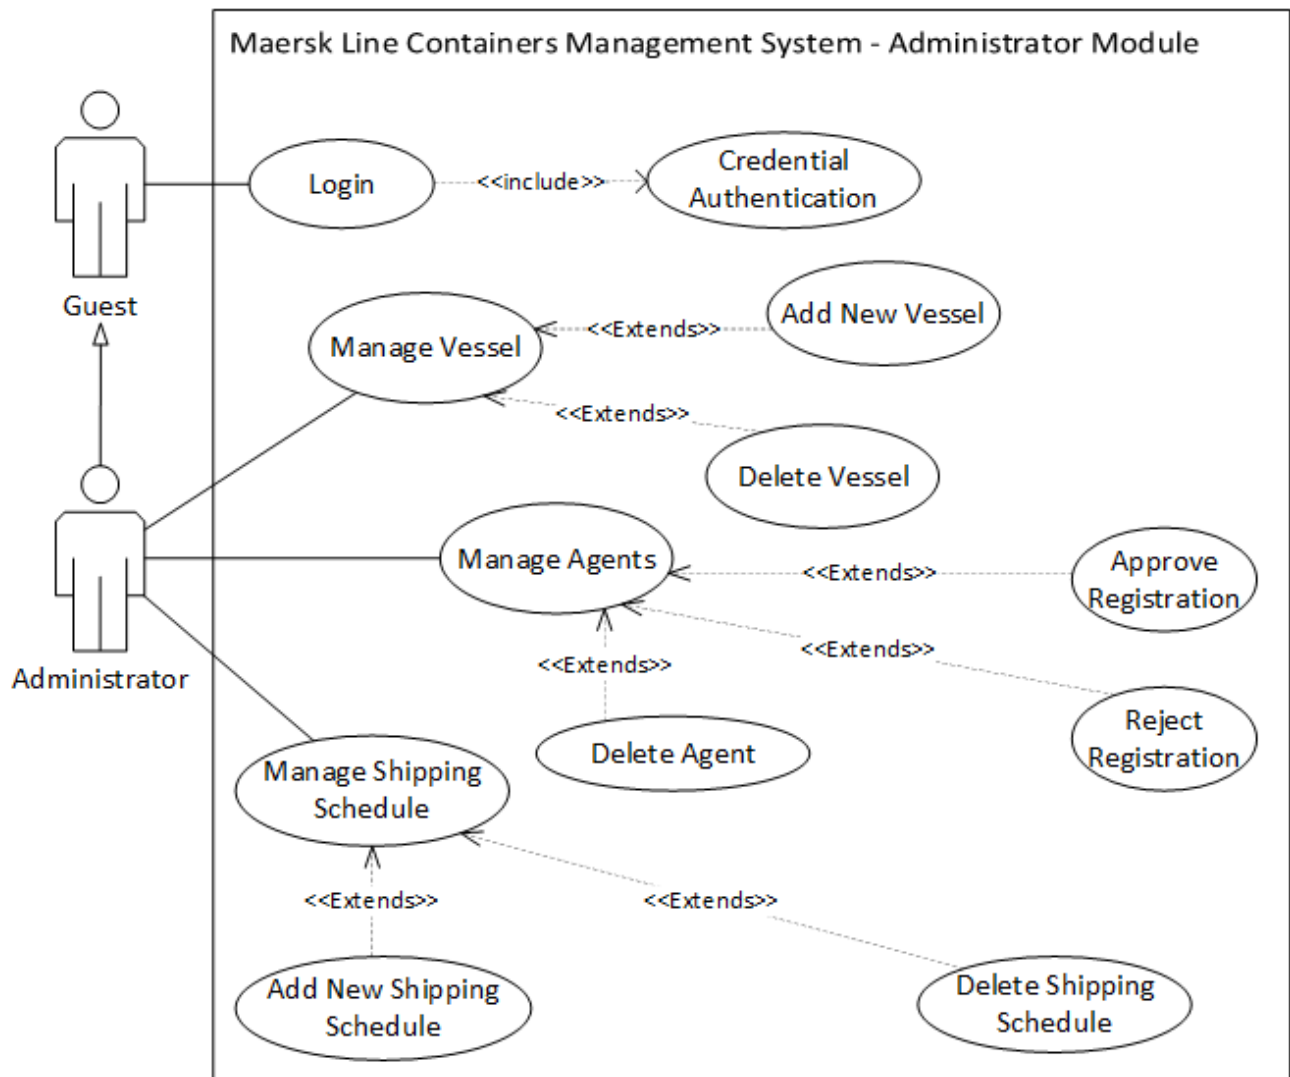 Maersk Line Containers Management System - Administrator Module
Guest
Login
<<include>>
Credential
Authentication
Manage Vessel
<<Extends>>
Add New Vessel
<<Extends>>
Delete Vessel
Administrator
Manage Agents
<<Extends>>
Approve
Registration
<<Extends>>
Reject
Registration
<<Extends>>
Delete Agent
Manage Shipping
Schedule
<<Extends>>
Add New Shipping
Schedule
<<Extends>>
Delete Shipping
Schedule